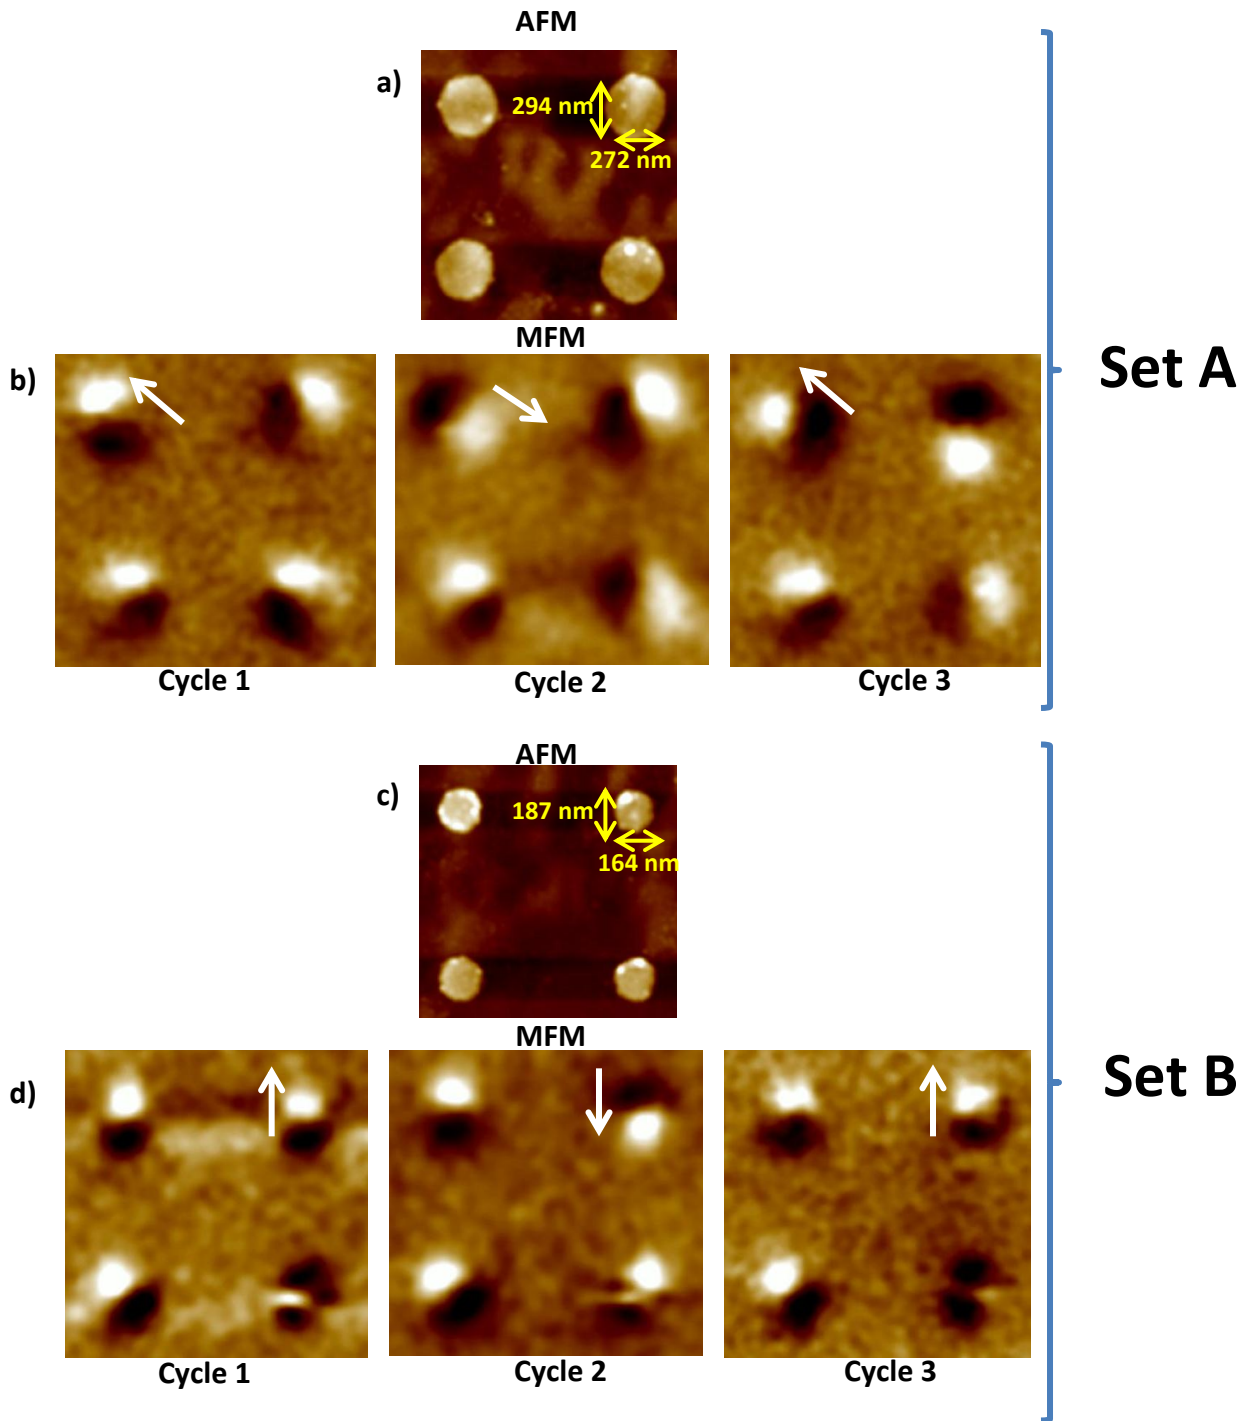 AFM
a)
294 nm
272 nm
Set A
MFM
b)
Cycle 1
Cycle 2
Cycle 3
AFM
c)
187 nm
164 nm
MFM
Set B
d)
Cycle 1
Cycle 2
Cycle 3